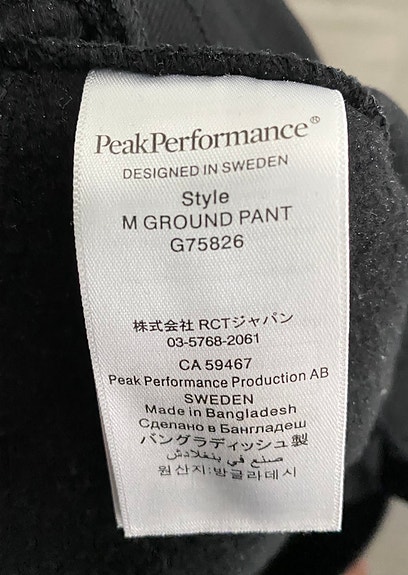 PeakPerformance®
DESIGNED IN SWEDEN
Style
M GROUND PANT
G75826
株式会社 RCTジャパン
03-5768-2061
CA 59467
Peak Performance Production AB
SWEDEN
Made in Bangladesh
Сделано в Бангладеш
バングラディッシュ製
صنع في بنغلادش
원산지:방글라데시